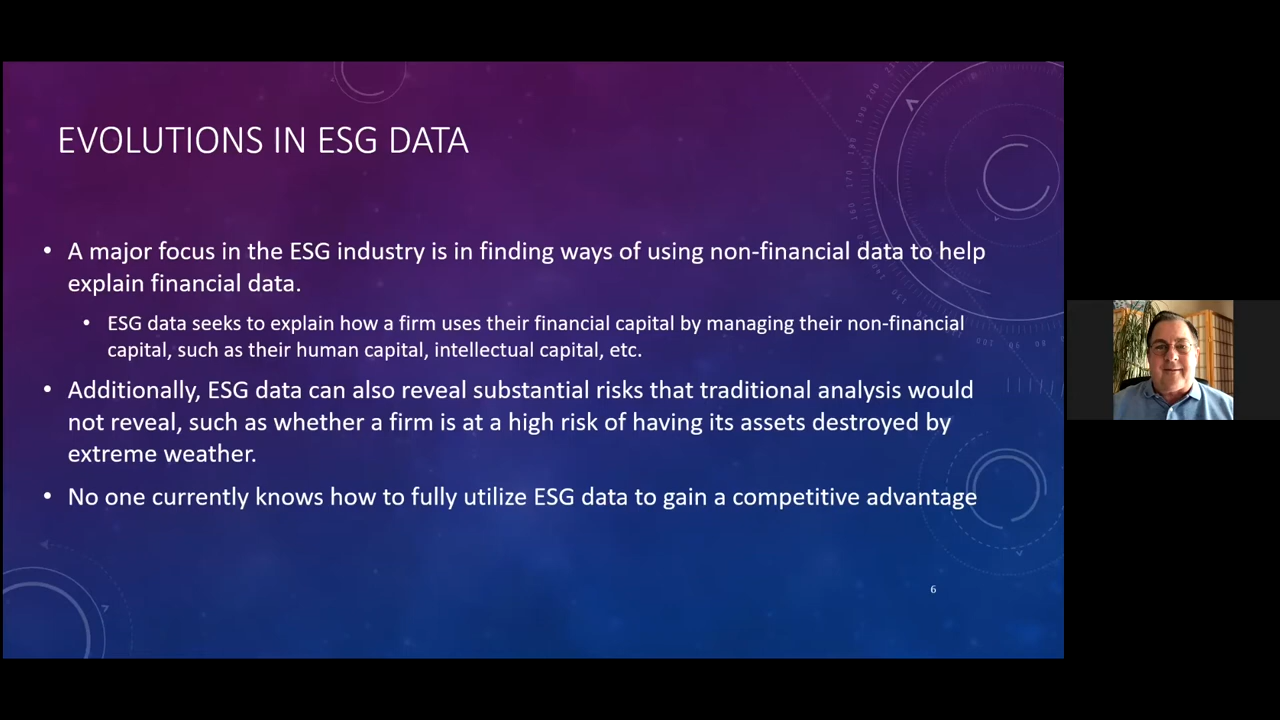 EVOLUTIONS IN ESG DATA
• A major focus in the ESG industry is in finding ways of using non-financial data to help
explain financial data.
• ESG data seeks to explain how a firm uses their financial capital by managing their non-financial
capital, such as their human capital, intellectual capital, etc.
• Additionally, ESG data can also reveal substantial risks that traditional analysis would
not reveal, such as whether a firm is at a high risk of having its assets destroyed by
extreme weather.
• No one currently knows how to fully utilize ESG data to gain a competitive advantage
6